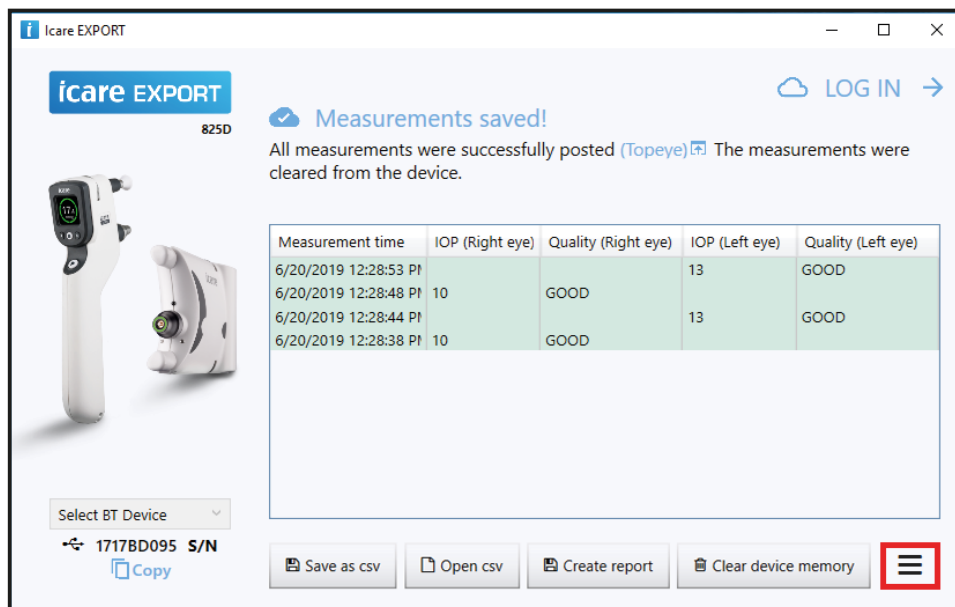 Icare EXPORT
icare EXPORT
825D
LOG IN
Measurements saved!
All measurements were successfully posted (Topeye) The measurements were
cleared from the device.
Measurement time IOP (Right eye) Quality (Right eye) IOP (Left eye) Quality (Left eye)
6/20/2019 12:28:53 PM 13 GOOD
6/20/2019 12:28:48 PM 10 GOOD
6/20/2019 12:28:44 PM 13 GOOD
6/20/2019 12:28:38 PM 10 GOOD
Select BT Device
1717BD095 S/N
Copy
Save as csv Open csv Create report Clear device memory